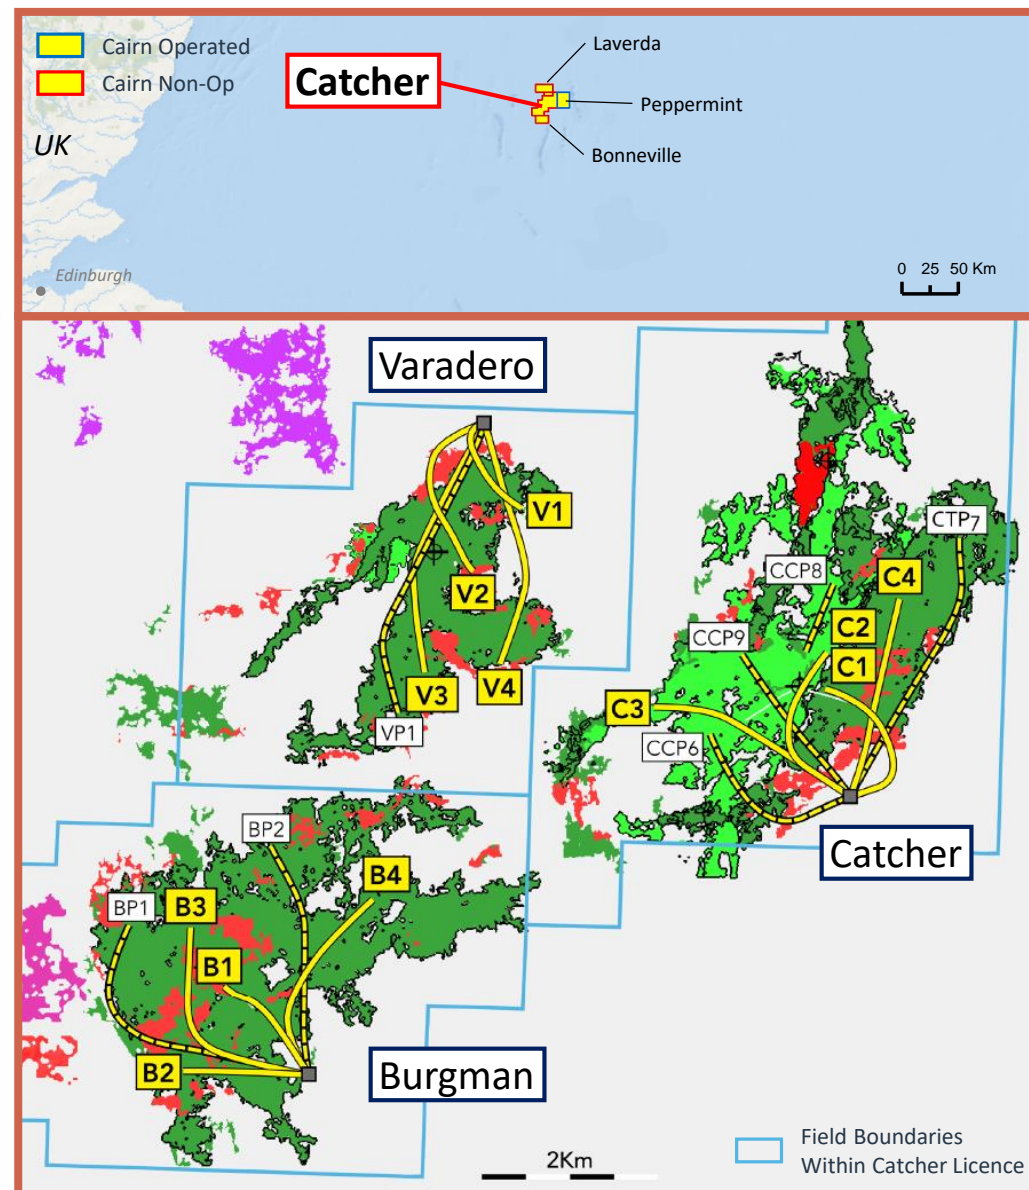 Cairn Operated
Cairn Non-Op
Catcher
Laverda
Peppermint
Bonneville
UK
Edinburgh
0 25 50 Km
Varadero
V1
V2
V3
V4
VP1
CTP7
CCP8
C4
C2
CCP9
C1
C3
CCP6
Catcher
BP2
B4
BP1
B3
B1
B2
Burgman
2Km
Field Boundaries
Within Catcher Licence